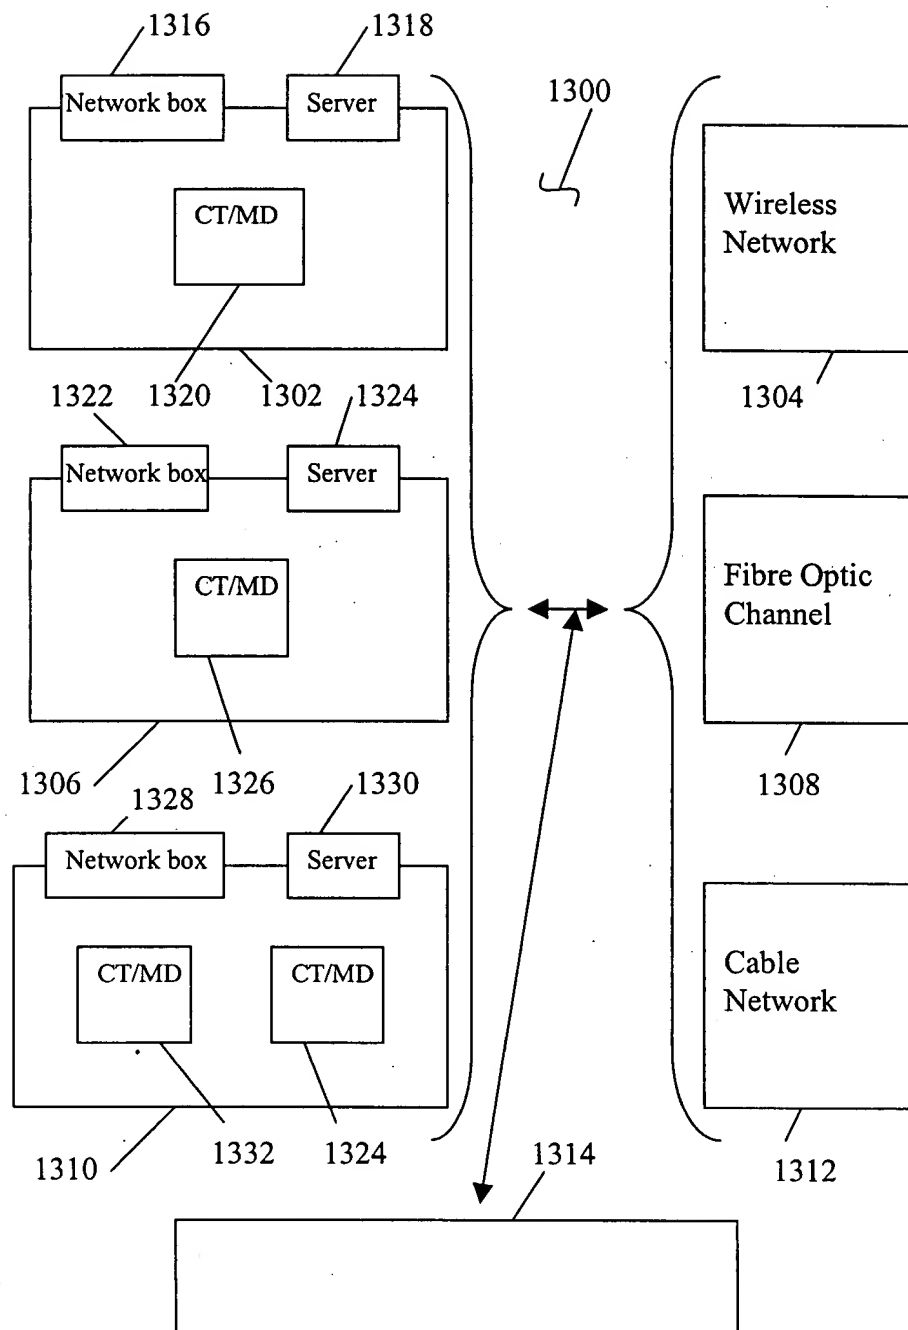 1316
1318
Network box
Server
1300
CT/MD
Wireless
Network
1322
1320
1302
1324
1304
Network box
Server
CT/MD
Fibre Optic
Channel
1306
1326
1330
1308
1328
Network box
Server
CT/MD
CT/MD
Cable
Network
1310
1332
1324
1314
1312